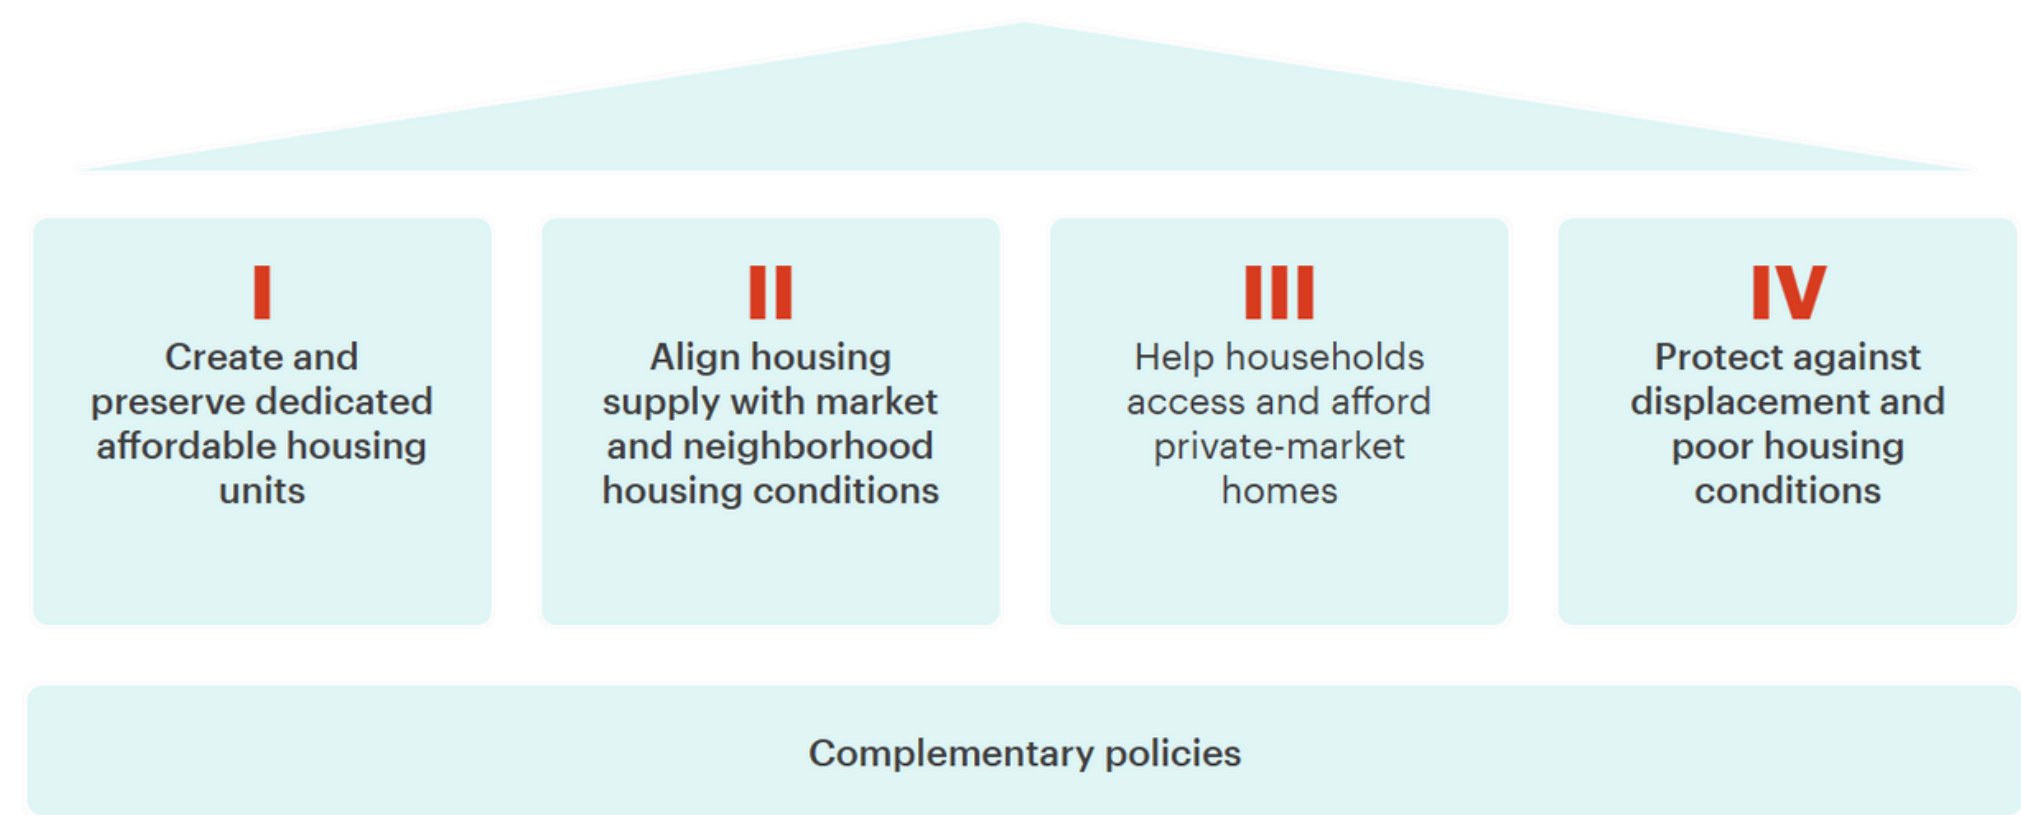 I
Create and
preserve dedicated
affordable housing
units
II
Align housing
supply with market
and neighborhood
housing conditions
III
Help households
access and afford
private-market
homes
IV
Protect against
displacement and
poor housing
conditions
Complementary policies